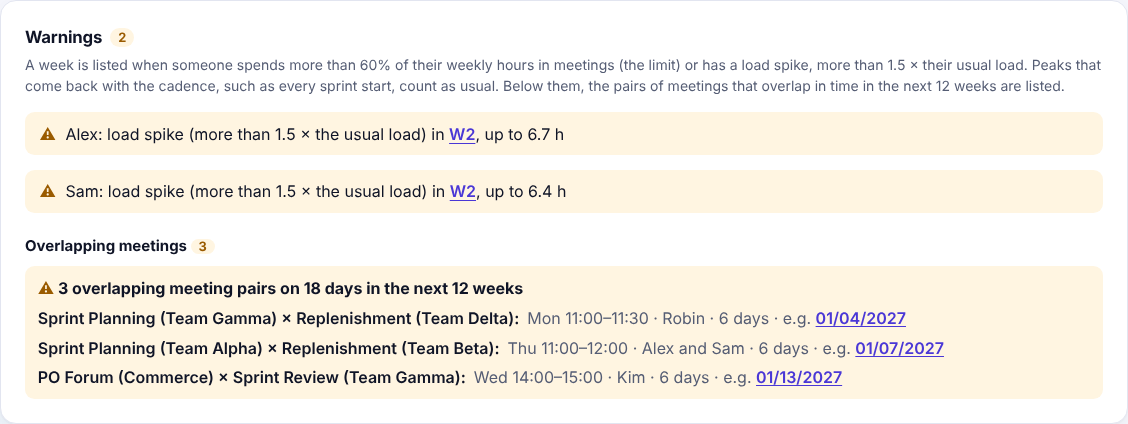 Warnings 2
A week is listed when someone spends more than 60% of their weekly hours in meetings (the limit) or has a load spike, more than 1.5 × their usual load. Peaks that
come back with the cadence, such as every sprint start, count as usual. Below them, the pairs of meetings that overlap in time in the next 12 weeks are listed.
Alex: load spike (more than 1.5 × the usual load) in W2, up to 6.7 h
Sam: load spike (more than 1.5 × the usual load) in W2, up to 6.4 h
Overlapping meetings 3
3 overlapping meeting pairs on 18 days in the next 12 weeks
Sprint Planning (Team Gamma) × Replenishment (Team Delta): Mon 11:00–11:30 · Robin · 6 days · e.g. 01/04/2027
Sprint Planning (Team Alpha) × Replenishment (Team Beta): Thu 11:00–12:00 · Alex and Sam · 6 days · e.g. 01/07/2027
PO Forum (Commerce) × Sprint Review (Team Gamma): Wed 14:00–15:00 · Kim · 6 days · e.g. 01/13/2027